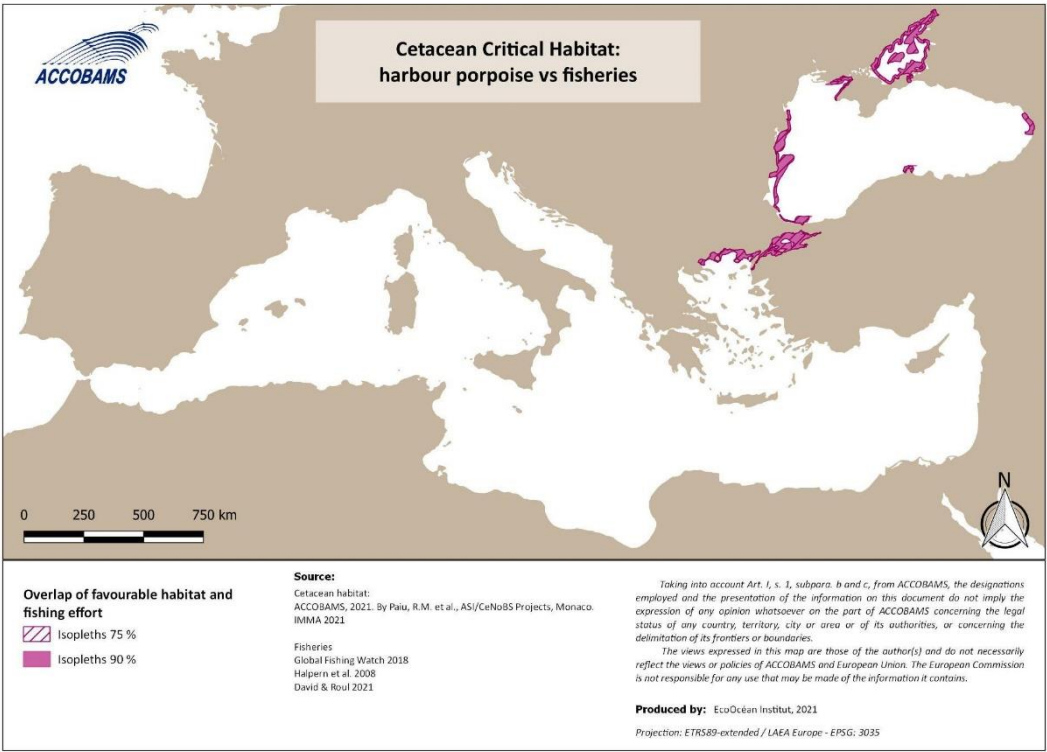 ACCOBAMS
Cetacean Critical Habitat:
harbour porpoise vs fisheries
N
0 250 500 750 km
Overlap of favourable habitat and
fishing effort
Isopleths 75 %
Isopleths 90 %
Source:
Cetacean habitat:
ACCOBAMS, 2021. By Paiu, R.M. et al., ASI/CeNoBS Projects, Monaco.
IMMA 2021
Fisheries
Global Fishing Watch 2018
Halpern et al. 2008
David & Roul 2021
Taking into account Art. I, s. 1, subpara. b and c, from ACCOBAMS, the designations
employed and the presentation of the information on this document do not imply the
expression of any opinion whatsoever on the part of ACCOBAMS concerning the legal
status of any country, territory, city or area or of its authorities, or concerning the
delimitation of its frontiers or boundaries.
The views expressed in this map are those of the author(s) and do not necessarily
reflect the views or policies of ACCOBAMS and European Union. The European Commission
is not responsible for any use that may be made of the information it contains.
Produced by: EcoOcéan Institut, 2021
Projection: ETRS89-extended / LAEA Europe - EPSG: 3035